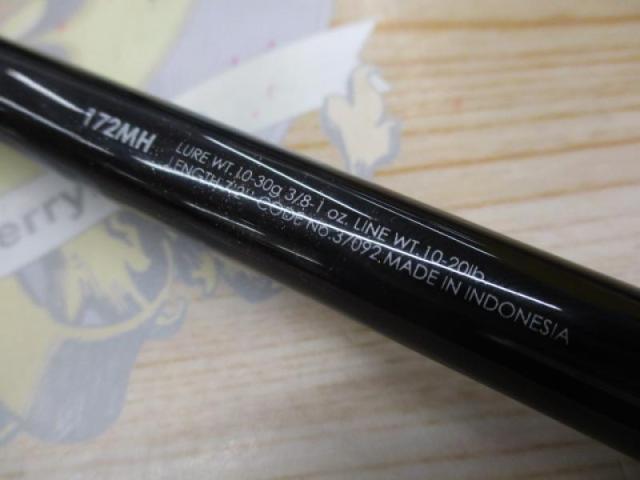 172MH
LURE WT. 10-30g 3/8-1 oz. LINE WT. 10-20lb
LENGTH 7'2" CODE No.37092 MADE IN INDONESIA
erry